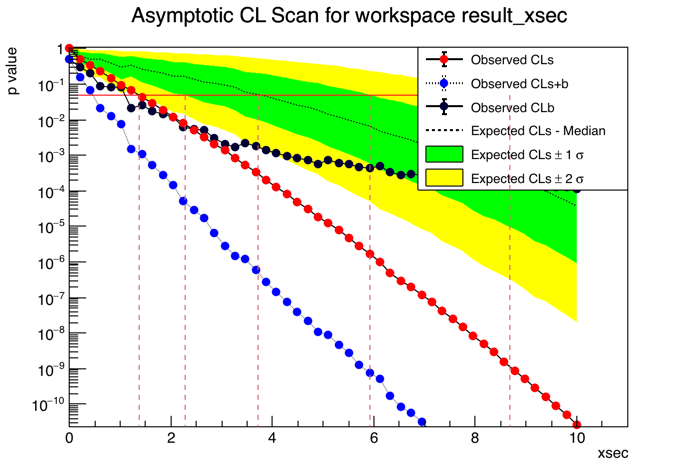 Asymptotic CL Scan for workspace result_xsec
p value
1
10⁻¹
10⁻²
10⁻³
10⁻⁴
10⁻⁵
10⁻⁶
10⁻⁷
10⁻⁸
10⁻⁹
10⁻¹⁰
Observed CLs
Observed CLs+b
Observed CLb
Expected CLs - Median
Expected CLs ± 1 σ
Expected CLs ± 2 σ
0 2 4 6 8 10
xsec